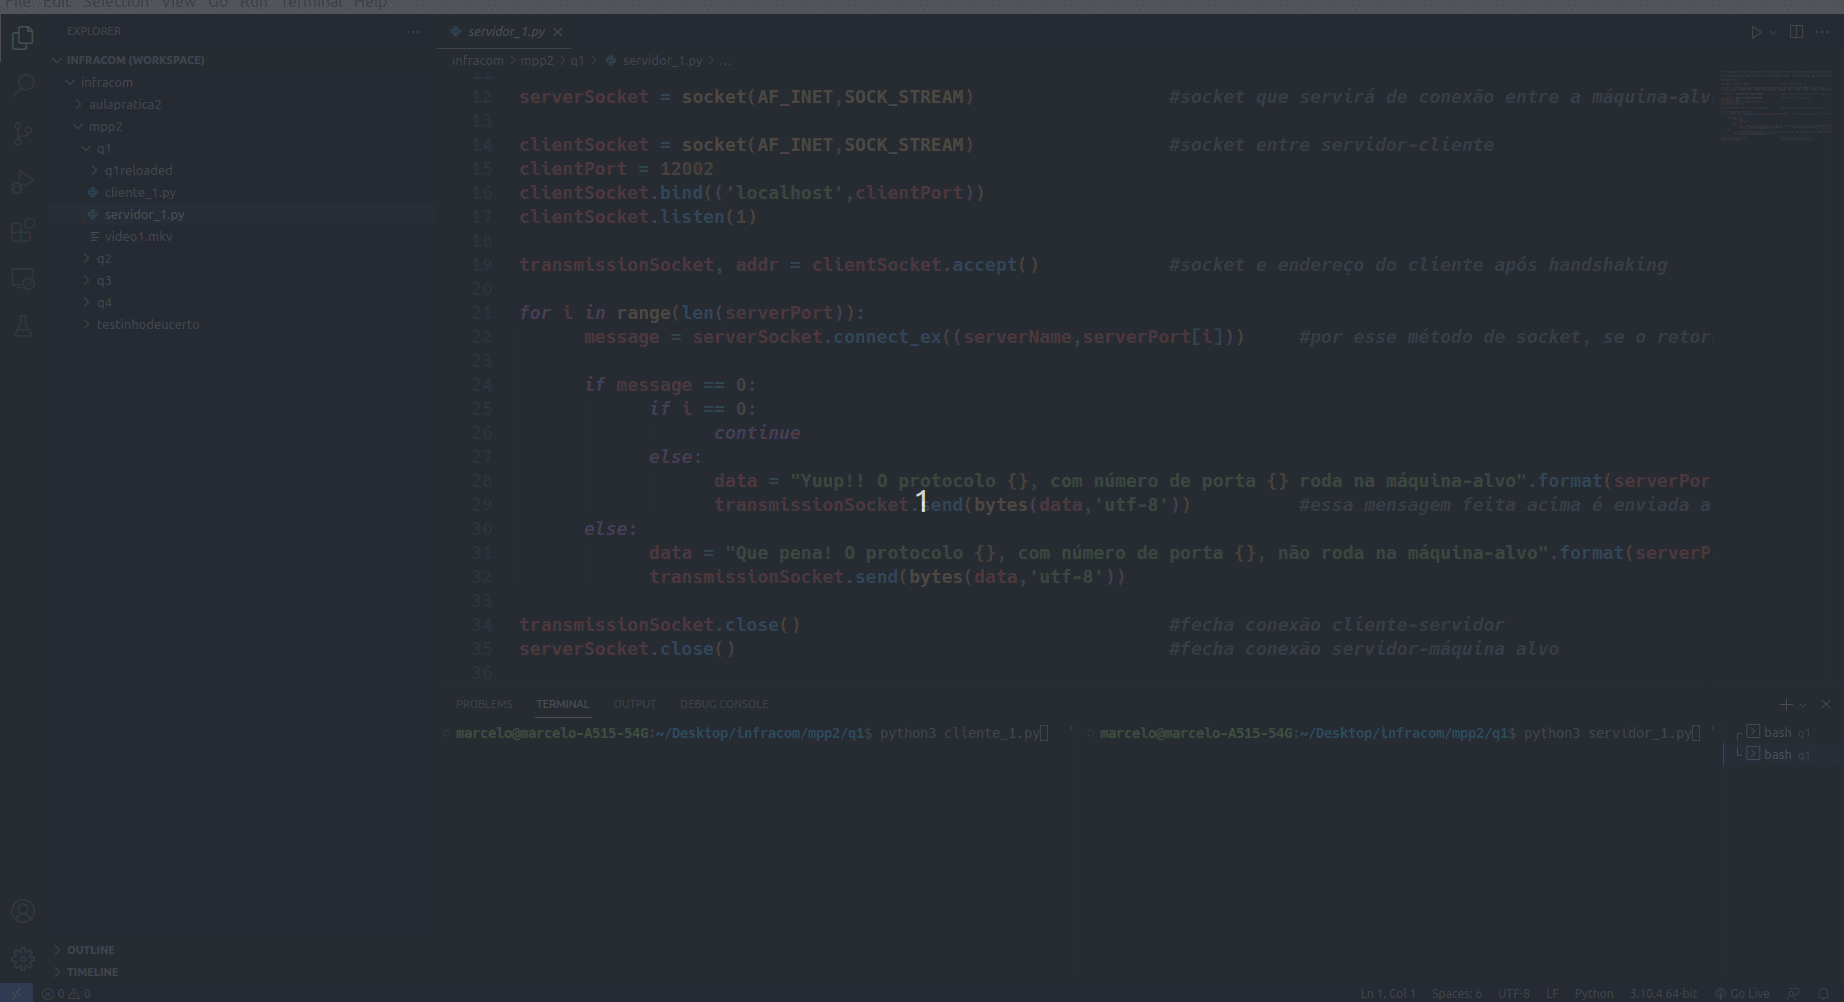 File Edit Selection View Go Run Terminal Help
EXPLORER
INFRACOM (WORKSPACE)
infracom
aulapratica2
mpp2
q1
q1reloaded
cliente_1.py
servidor_1.py
video1.mkv
q2
q3
q4
testinhodeucerto
OUTLINE
TIMELINE
servidor_1.py
infracom > mpp2 > q1 > servidor_1.py > ...
11
12 serverSocket = socket(AF_INET,SOCK_STREAM) #socket que servirá de conexão entre a máquina-alv
13
14 clientSocket = socket(AF_INET,SOCK_STREAM) #socket entre servidor-cliente
15 clientPort = 12002
16 clientSocket.bind(('localhost',clientPort))
17 clientSocket.listen(1)
18
19 transmissionSocket, addr = clientSocket.accept() #socket e endereço do cliente após handshaking
20
21 for i in range(len(serverPort)):
22 message = serverSocket.connect_ex((serverName,serverPort[i])) #por esse método de socket, se o retor
23
24 if message == 0:
25 if i == 0:
26 continue
27 else:
28 data = "Yuup!! O protocolo {}, com número de porta {} roda na máquina-alvo".format(serverPor
29 transmissionSocket.send(bytes(data,'utf-8')) #essa mensagem feita acima é enviada a
30 else:
31 data = "Que pena! O protocolo {}, com número de porta {}, não roda na máquina-alvo".format(serverP
32 transmissionSocket.send(bytes(data,'utf-8'))
33
34 transmissionSocket.close() #fecha conexão cliente-servidor
35 serverSocket.close() #fecha conexão servidor-máquina alvo
36
1
PROBLEMS TERMINAL OUTPUT DEBUG CONSOLE
marcelo@marcelo-A515-54G:~/Desktop/infracom/mpp2/q1$ python3 cliente_1.py
marcelo@marcelo-A515-54G:~/Desktop/infracom/mpp2/q1$ python3 servidor_1.py
bash q1
bash q1
0 0
Ln 1, Col 1 Spaces: 6 UTF-8 LF Python 3.10.4 64-bit Go Live